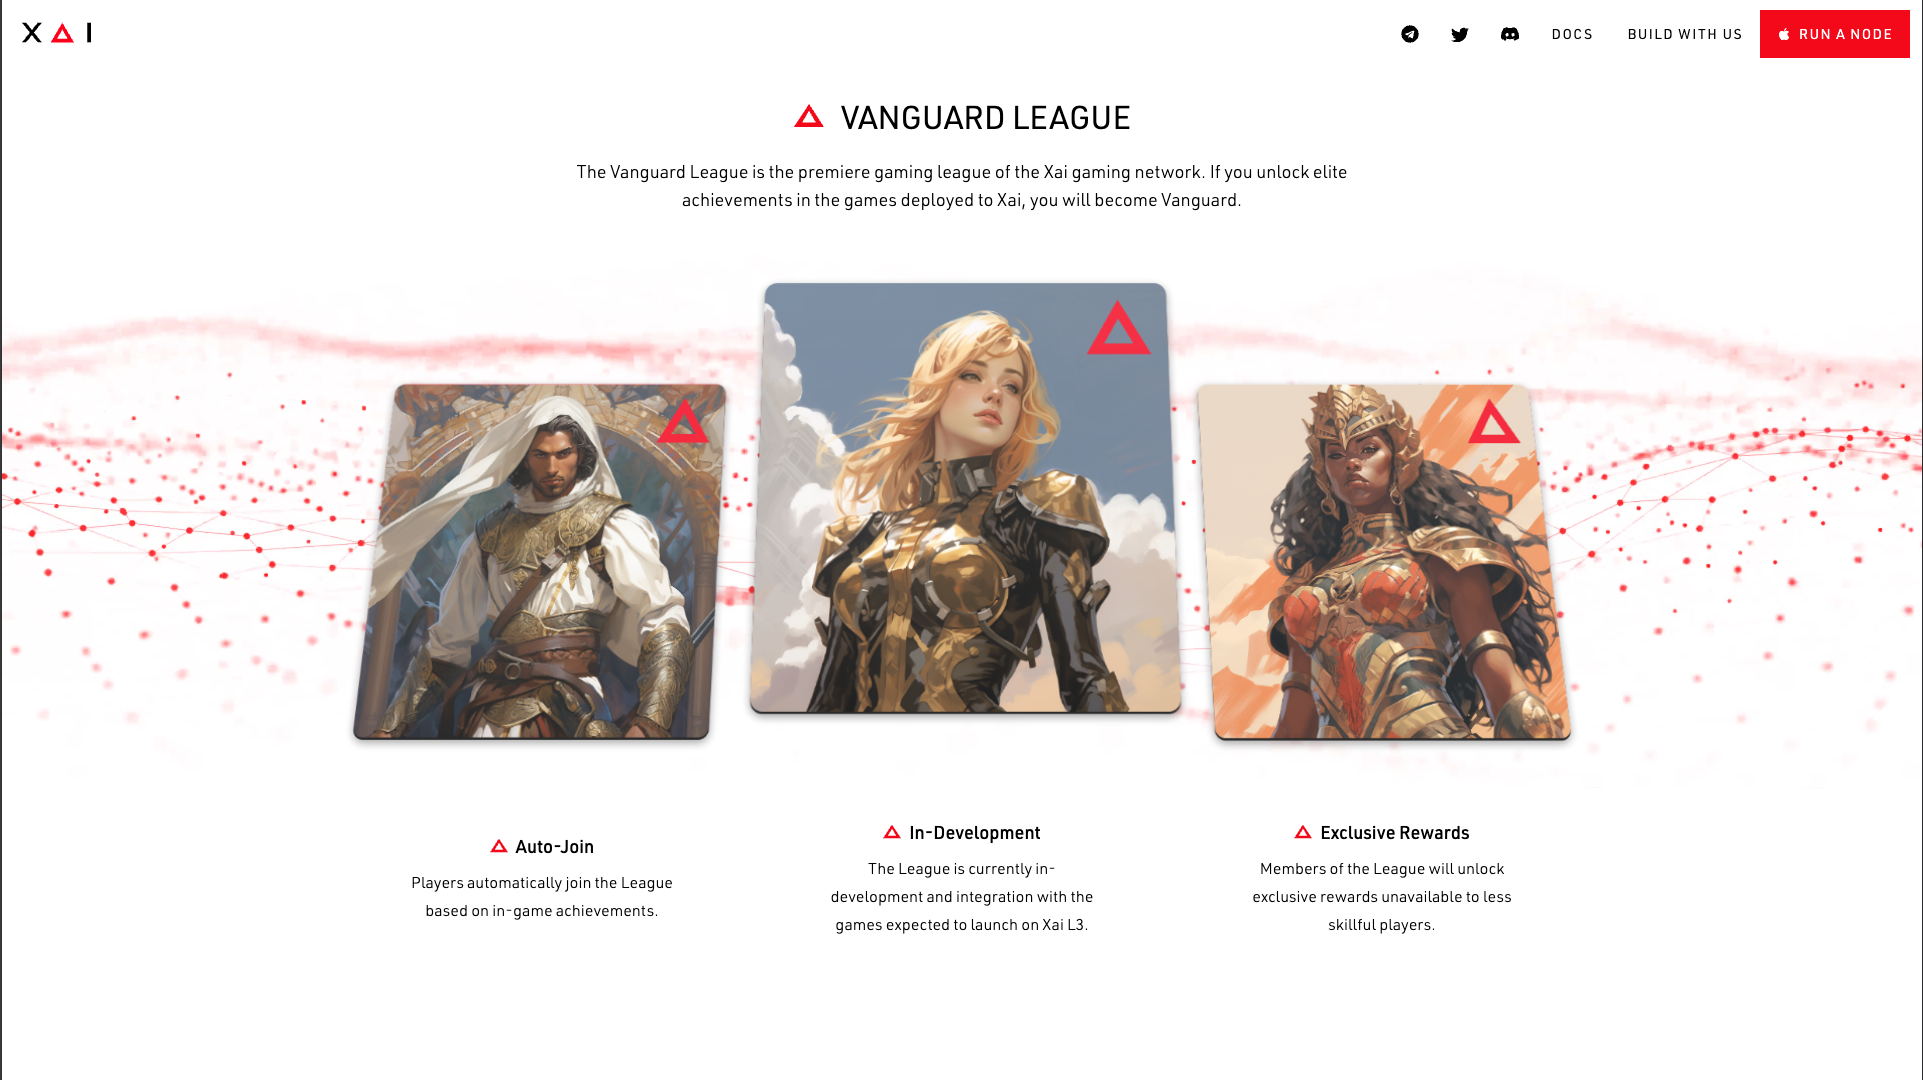 XAI
DOCS
BUILD WITH US
RUN A NODE
VANGUARD LEAGUE
The Vanguard League is the premiere gaming league of the Xai gaming network. If you unlock elite
achievements in the games deployed to Xai, you will become Vanguard.
Auto-Join
Players automatically join the League
based on in-game achievements.
In-Development
The League is currently in-
development and integration with the
games expected to launch on Xai L3.
Exclusive Rewards
Members of the League will unlock
exclusive rewards unavailable to less
skillful players.